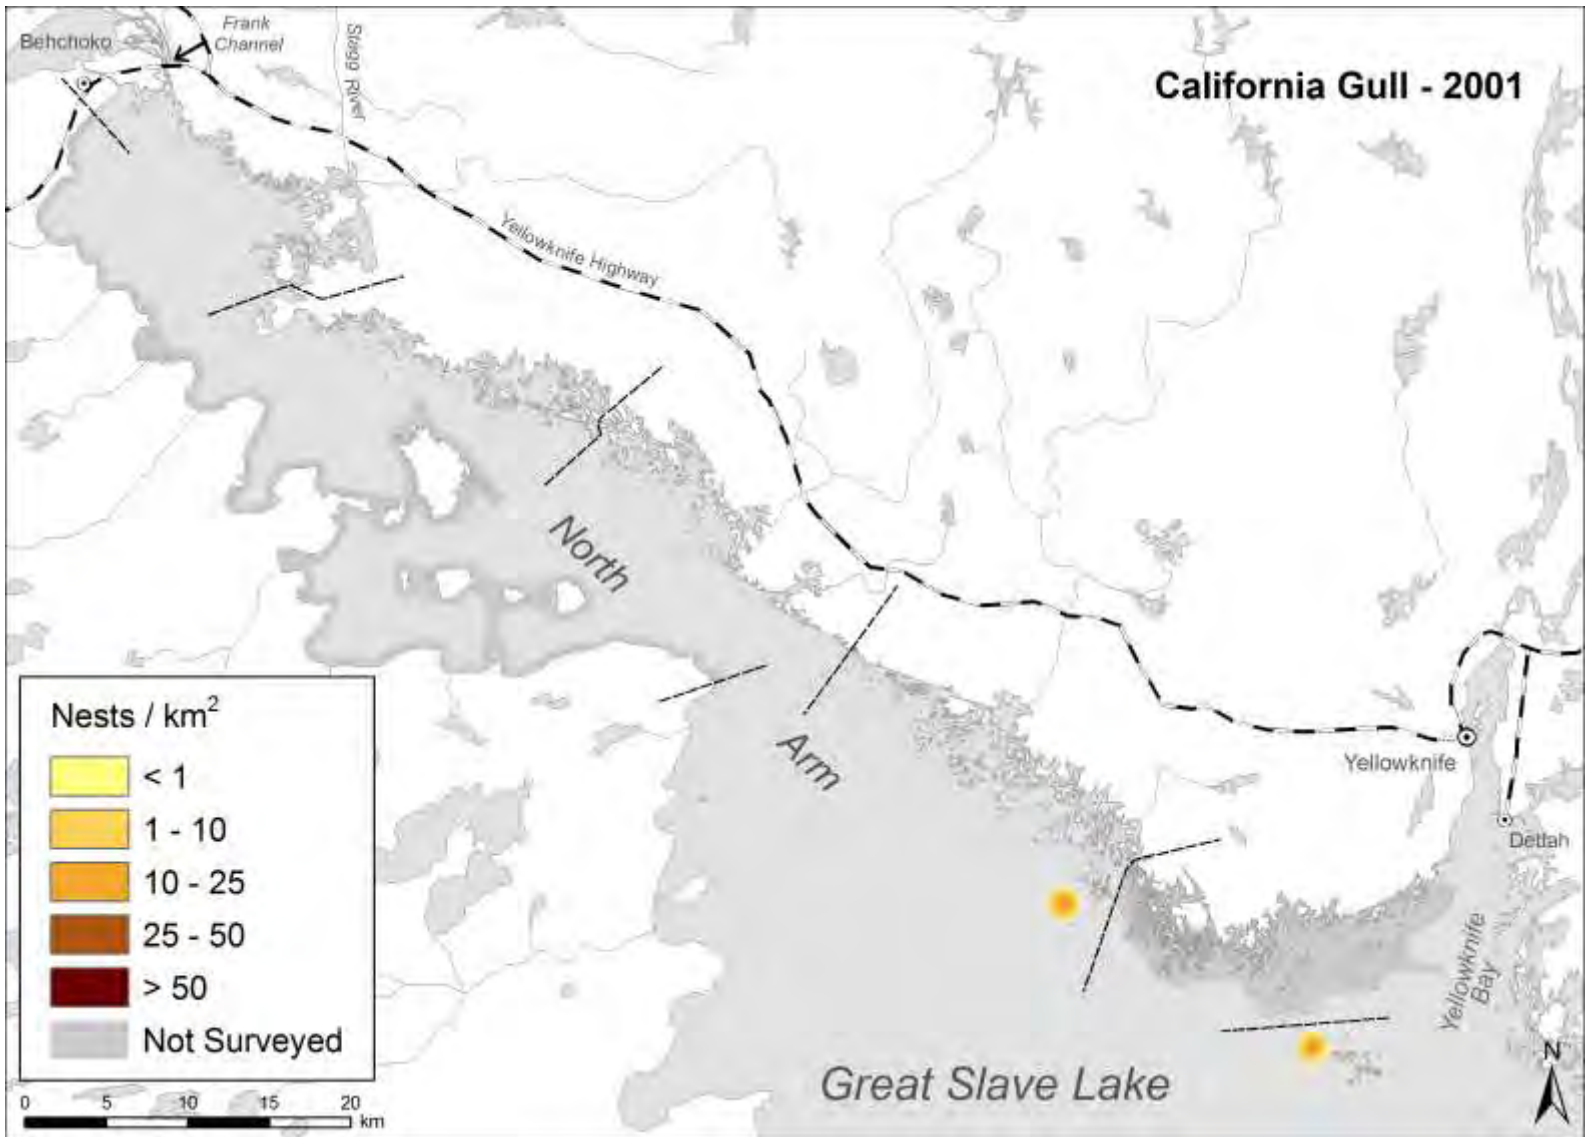 Behchoko
Frank
Channel
Stagg River
California Gull - 2001
Yellowknife Highway
North
Arm
Yellowknife
Dettah
Yellowknife
Bay
Great Slave Lake
N
Nests / km²
< 1
1 - 10
10 - 25
25 - 50
> 50
Not Surveyed
0 5 10 15 20
km